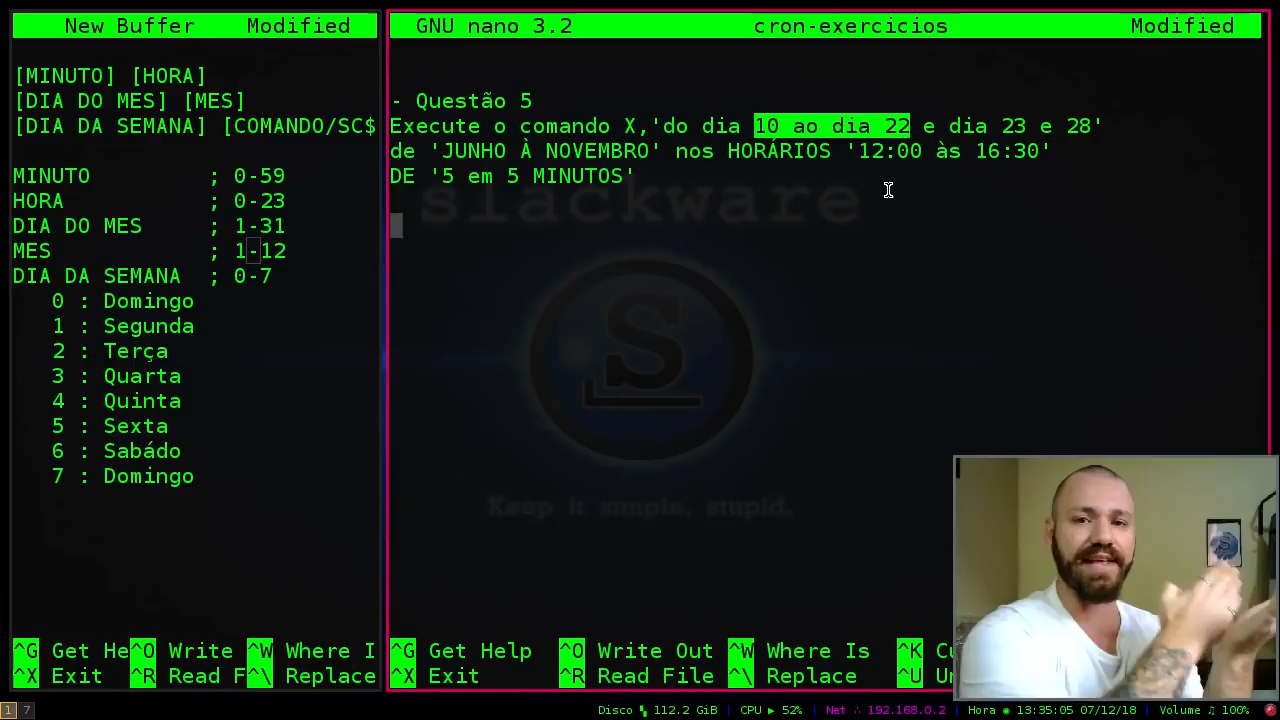 New Buffer Modified
[MINUTO] [HORA]
[DIA DO MES] [MES]
[DIA DA SEMANA] [COMANDO/SC$
MINUTO ; 0-59
HORA ; 0-23
DIA DO MES ; 1-31
MES ; 1-12
DIA DA SEMANA ; 0-7
0 : Domingo
1 : Segunda
2 : Terça
3 : Quarta
4 : Quinta
5 : Sexta
6 : Sabádo
7 : Domingo
^G Get He ^O Write ^W Where I
^X Exit ^R Read F ^\ Replace
GNU nano 3.2 cron-exercicios Modified
- Questão 5
Execute o comando X,'do dia 10 ao dia 22 e dia 23 e 28'
de 'JUNHO À NOVEMBRO' nos HORÁRIOS '12:00 às 16:30'
DE '5 em 5 MINUTOS'
slackware
S
Keep it simple, stupid.
^G Get Help ^O Write Out ^W Where Is ^K
^X Exit ^R Read File ^\ Replace ^U
1 7 Disco 112.2 GiB | CPU ▶ 52% | Net ∴ 192.168.0.2 | Hora ◉ 13:35:05 07/12/18 | Volume ♫ 100%